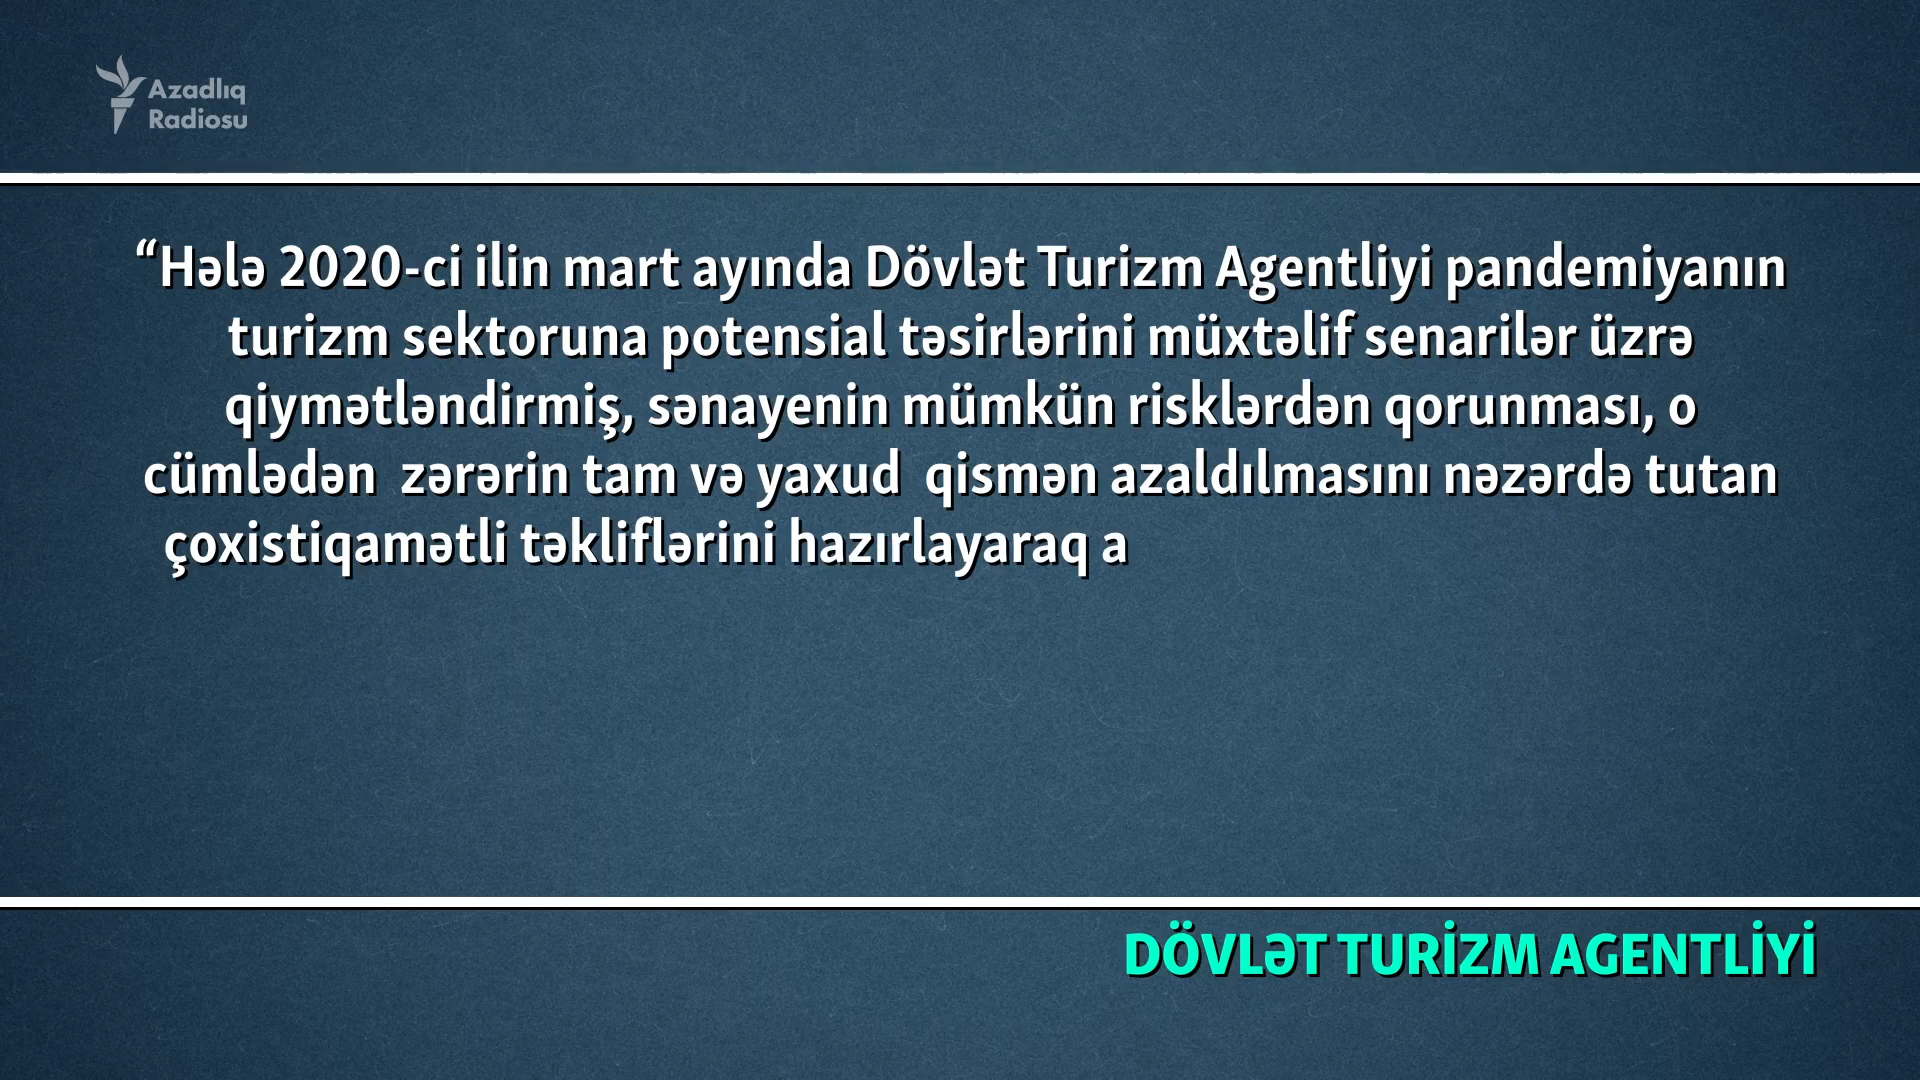 Azadlıq
Radiosu
“Hələ 2020-ci ilin mart ayında Dövlət Turizm Agentliyi pandemiyanın
turizm sektoruna potensial təsirlərini müxtəlif senarilər üzrə
qiymətləndirmiş, sənayenin mümkün risklərdən qorunması, o
cümlədən  zərərin tam və yaxud  qismən azaldılmasını nəzərdə tutan
çoxistiqamətli təkliflərini hazırlayaraq a
DÖVLƏT TURİZM AGENTLİYİ